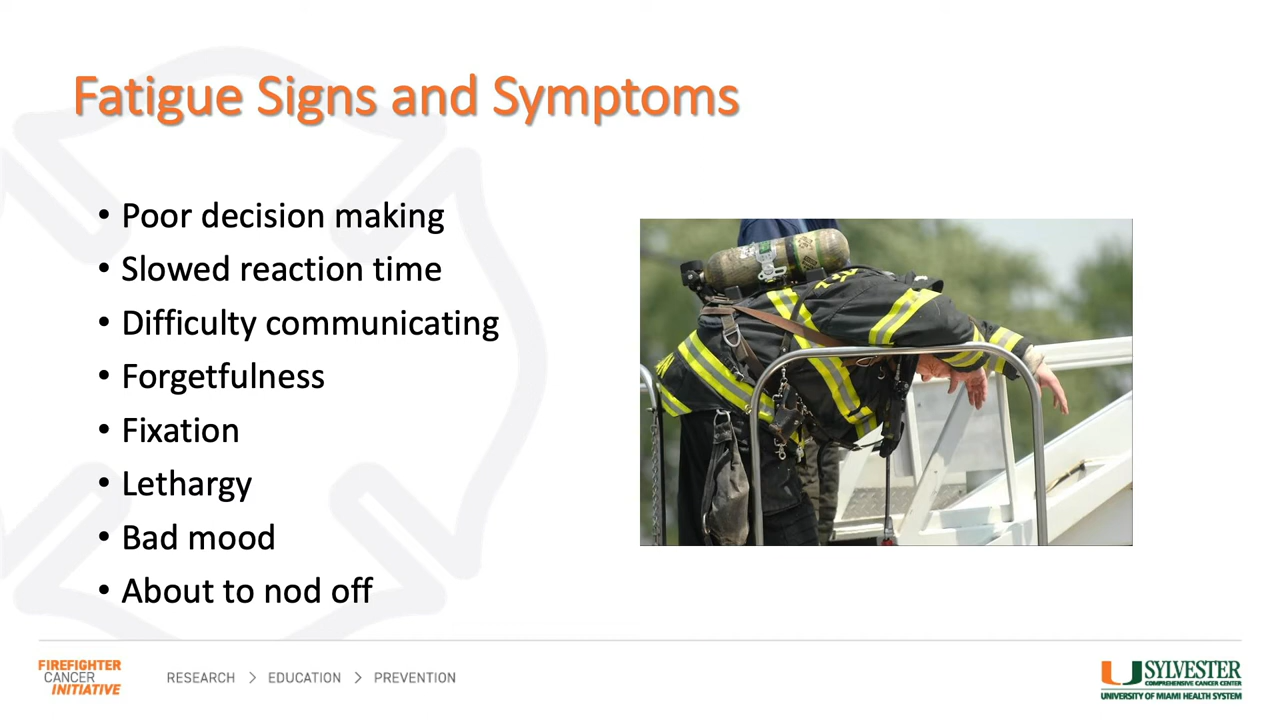 Fatigue Signs and Symptoms
• Poor decision making
• Slowed reaction time
• Difficulty communicating
• Forgetfulness
• Fixation
• Lethargy
• Bad mood
• About to nod off
FIREFIGHTER
CANCER
INITIATIVE
RESEARCH > EDUCATION > PREVENTION
SYLVESTER
COMPREHENSIVE CANCER CENTER
UNIVERSITY OF MIAMI HEALTH SYSTEM